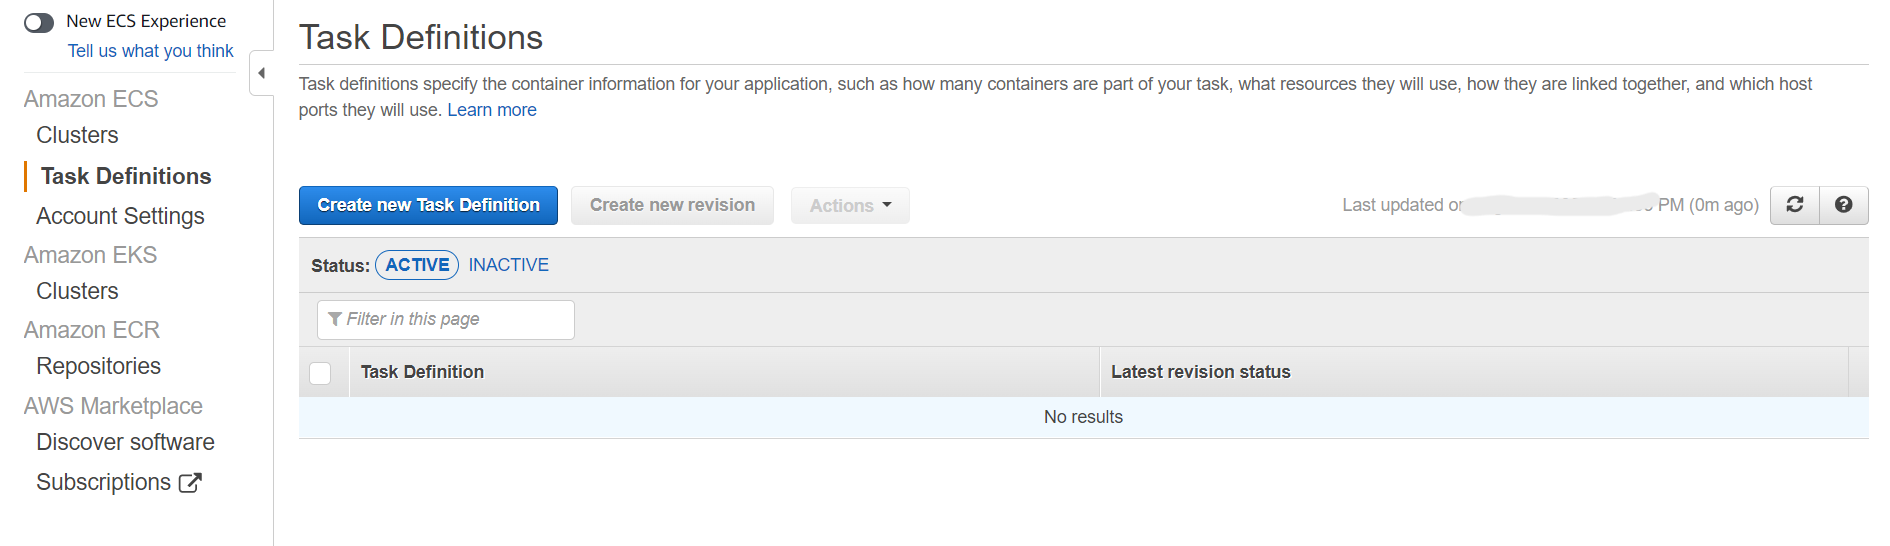 New ECS Experience
Tell us what you think
Amazon ECS
Clusters
Task Definitions
Account Settings
Amazon EKS
Clusters
Amazon ECR
Repositories
AWS Marketplace
Discover software
Subscriptions
Task Definitions
Task definitions specify the container information for your application, such as how many containers are part of your task, what resources they will use, how they are linked together, and which host
ports they will use. Learn more
Create new Task Definition Create new revision Actions Last updated on PM (0m ago)
Status: ACTIVE INACTIVE
Filter in this page
Task Definition Latest revision status
No results